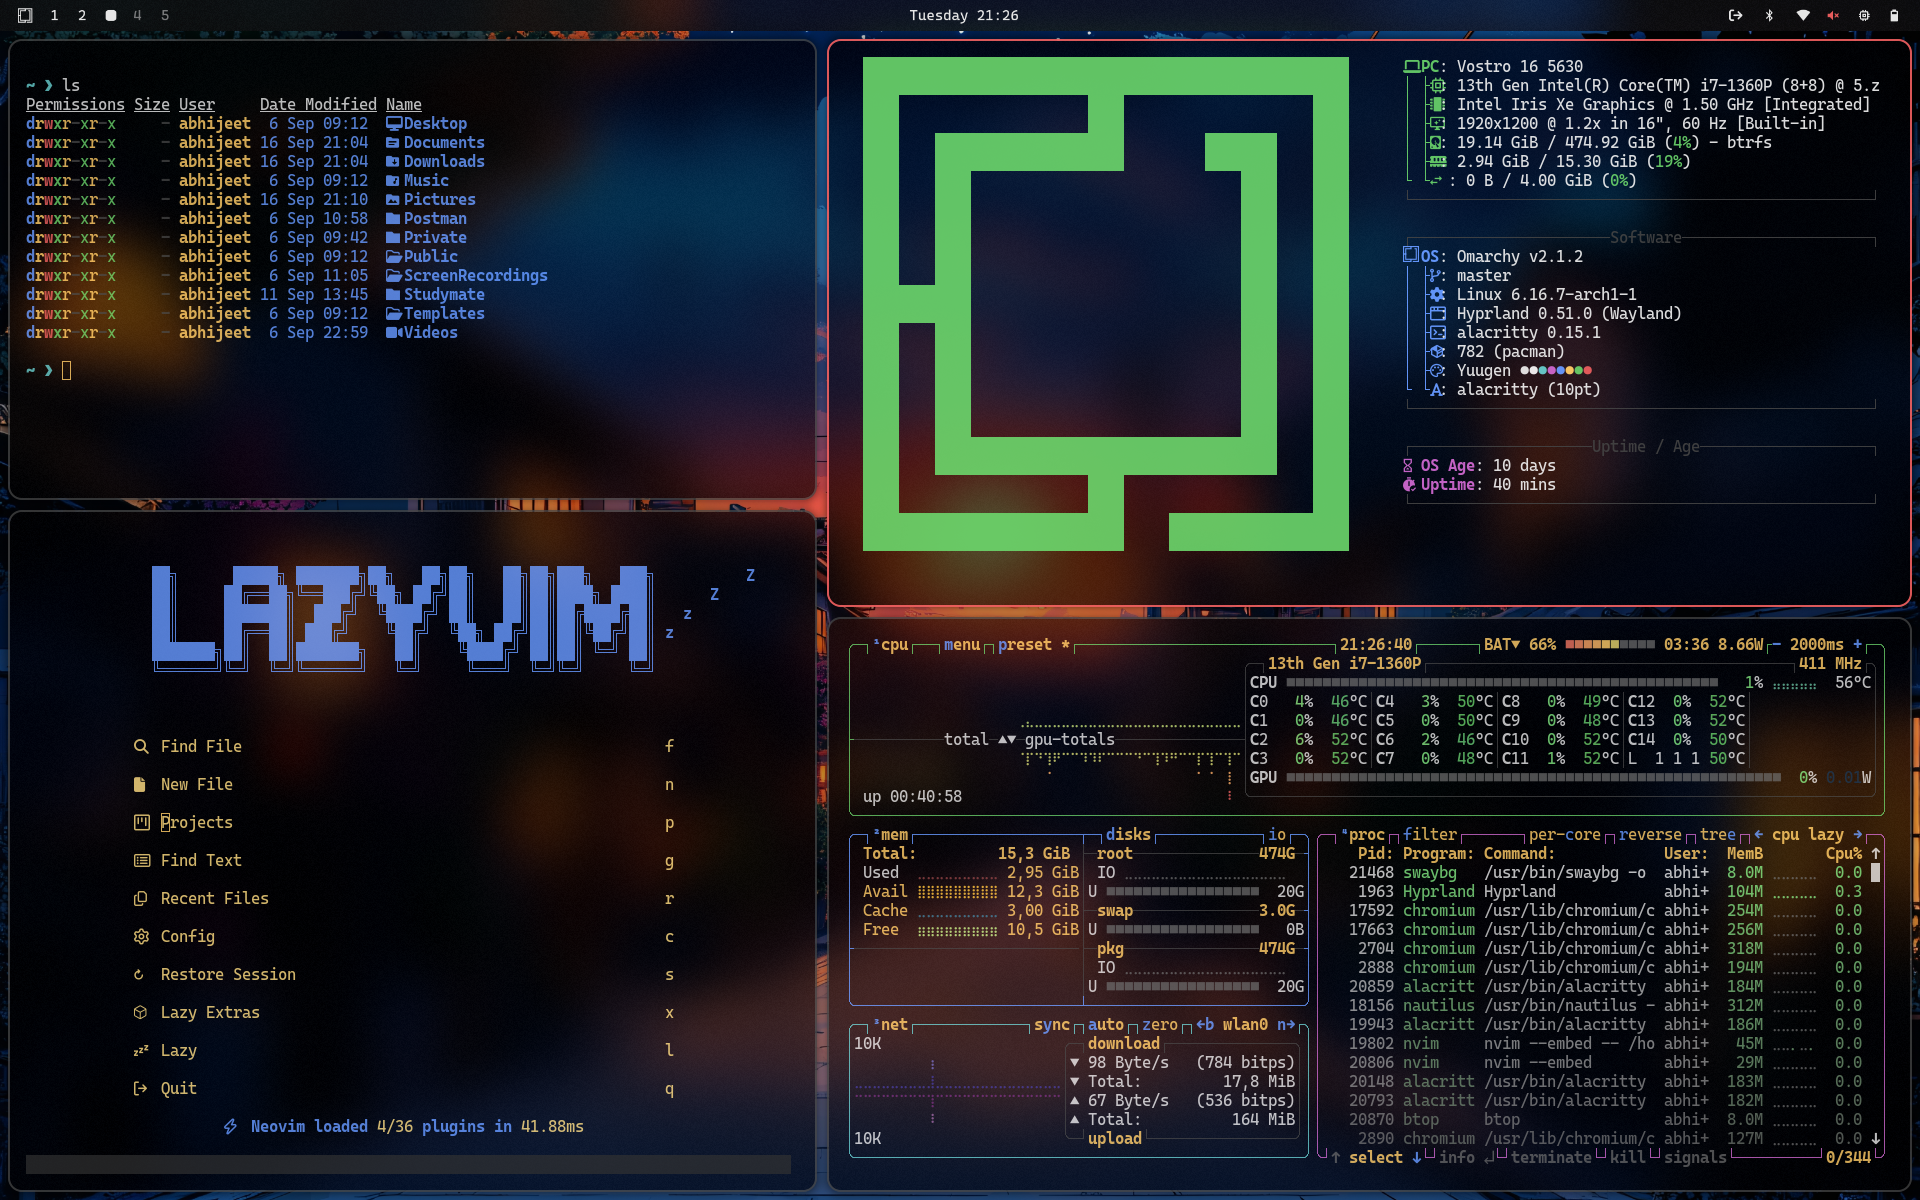 1 2 4 5
Tuesday 21:26
~ ❯ ls
Permissions Size User Date Modified Name
drwxr-xr-x - abhijeet 6 Sep 09:12 Desktop
drwxr-xr-x - abhijeet 16 Sep 21:04 Documents
drwxr-xr-x - abhijeet 16 Sep 21:04 Downloads
drwxr-xr-x - abhijeet 6 Sep 09:12 Music
drwxr-xr-x - abhijeet 16 Sep 21:10 Pictures
drwxr-xr-x - abhijeet 6 Sep 10:58 Postman
drwxr-xr-x - abhijeet 6 Sep 09:42 Private
drwxr-xr-x - abhijeet 6 Sep 09:12 Public
drwxr-xr-x - abhijeet 6 Sep 11:05 ScreenRecordings
drwxr-xr-x - abhijeet 11 Sep 13:45 Studymate
drwxr-xr-x - abhijeet 6 Sep 09:12 Templates
drwxr-xr-x - abhijeet 6 Sep 22:59 Videos
~ ❯
PC: Vostro 16 5630
13th Gen Intel(R) Core(TM) i7-1360P (8+8) @ 5.z
Intel Iris Xe Graphics @ 1.50 GHz [Integrated]
1920x1200 @ 1.2x in 16", 60 Hz [Built-in]
: 19.14 GiB / 474.92 GiB (4%) - btrfs
2.94 GiB / 15.30 GiB (19%)
: 0 B / 4.00 GiB (0%)
Software
OS: Omarchy v2.1.2
: master
Linux 6.16.7-arch1-1
Hyprland 0.51.0 (Wayland)
alacritty 0.15.1
: 782 (pacman)
: Yuugen
: alacritty (10pt)
Uptime / Age
OS Age: 10 days
Uptime: 40 mins
LAZYVIM z z z Z
Find File f
New File n
Projects p
Find Text g
Recent Files r
Config c
Restore Session s
Lazy Extras x
Lazy l
Quit q
Neovim loaded 4/36 plugins in 41.88ms
¹cpu menu preset * 21:26:40 BAT▼ 66% 03:36 8.66W - 2000ms +
13th Gen i7-1360P 411 MHz
CPU 1% 56°C
C0 4% 46°C C4 3% 50°C C8 0% 49°C C12 0% 52°C
C1 0% 46°C C5 0% 50°C C9 0% 48°C C13 0% 52°C
total ▲▼ gpu-totals
C2 6% 52°C C6 2% 46°C C10 0% 52°C C14 0% 50°C
C3 0% 52°C C7 0% 48°C C11 1% 52°C L 1 1 1 50°C
GPU 0% 0.01W
up 00:40:58
²mem disks io
Total: 15,3 GiB root 474G
Used 2,95 GiB IO
Avail 12,3 GiB U 20G
Cache 3,00 GiB swap 3.0G
Free 10,5 GiB U 0B
pkg 474G
IO
U 20G
³net sync auto zero ←b wlan0 n→
10K download
▼ 98 Byte/s (784 bitps)
▼ Total: 17,8 MiB
▲ 67 Byte/s (536 bitps)
▲ Total: 164 MiB
10K upload
⁴proc filter per-core reverse tree ← cpu lazy →
Pid: Program: Command: User: MemB Cpu% ↑
21468 swaybg /usr/bin/swaybg -o abhi+ 8.0M 0.0
1963 Hyprland Hyprland abhi+ 104M 0.3
17592 chromium /usr/lib/chromium/c abhi+ 254M 0.0
17663 chromium /usr/lib/chromium/c abhi+ 256M 0.0
2704 chromium /usr/lib/chromium/c abhi+ 318M 0.0
2888 chromium /usr/lib/chromium/c abhi+ 194M 0.0
20859 alacritt /usr/bin/alacritty abhi+ 184M 0.0
18156 nautilus /usr/bin/nautilus - abhi+ 312M 0.0
19943 alacritt /usr/bin/alacritty abhi+ 186M 0.0
19802 nvim nvim --embed -- /ho abhi+ 45M 0.0
20806 nvim nvim --embed abhi+ 29M 0.0
20148 alacritt /usr/bin/alacritty abhi+ 183M 0.0
20793 alacritt /usr/bin/alacritty abhi+ 182M 0.0
20870 btop btop abhi+ 8.0M 0.0
2890 chromium /usr/lib/chromium/c abhi+ 127M 0.0 ↓
↑ select ↓ info ↵ terminate kill signals 0/344